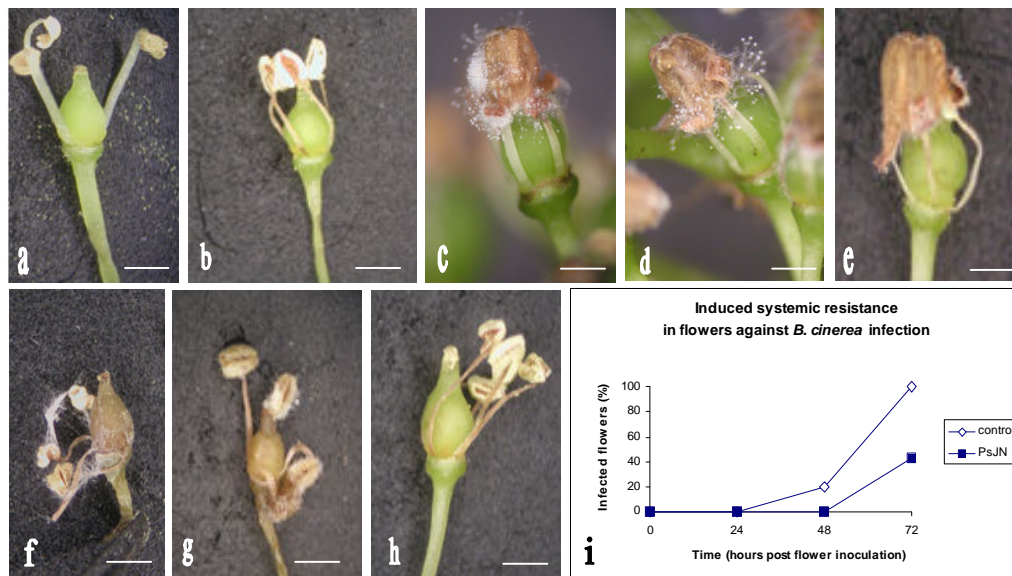 a
b
c
d
e
f
g
h
i
Induced systemic resistance
in flowers against B. cinerea infection
Infected flowers (%)
100
80
60
40
20
0
0 24 48 72
Time (hours post flower inoculation)
contro
PsJN